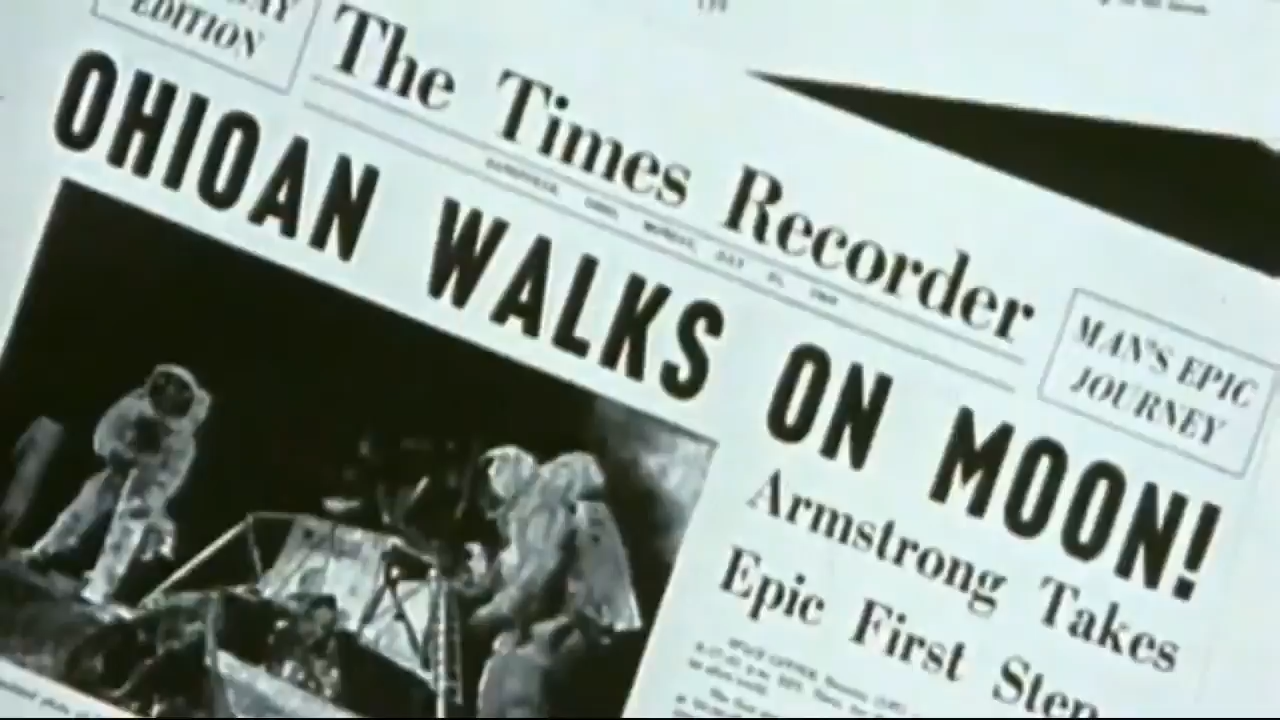 EDITION
The Times Recorder
OHIOAN WALKS ON MOON!
MAN'S EPIC
JOURNEY
Armstrong Takes
Epic First Step